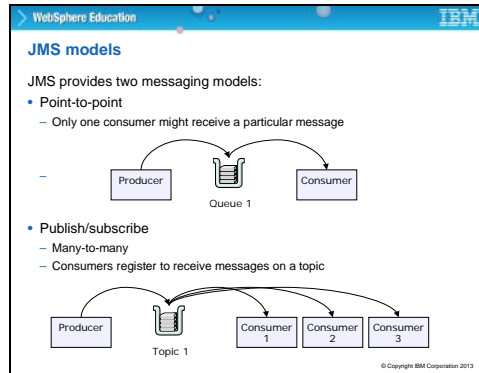 WebSphere Education
IBM
JMS models
JMS provides two messaging models:
• Point-to-point
– Only one consumer might receive a particular message
–
Producer
Consumer
Queue 1
• Publish/subscribe
– Many-to-many
– Consumers register to receive messages on a topic
Producer
Consumer 1
Consumer 2
Consumer 3
Topic 1
© Copyright IBM Corporation 2013